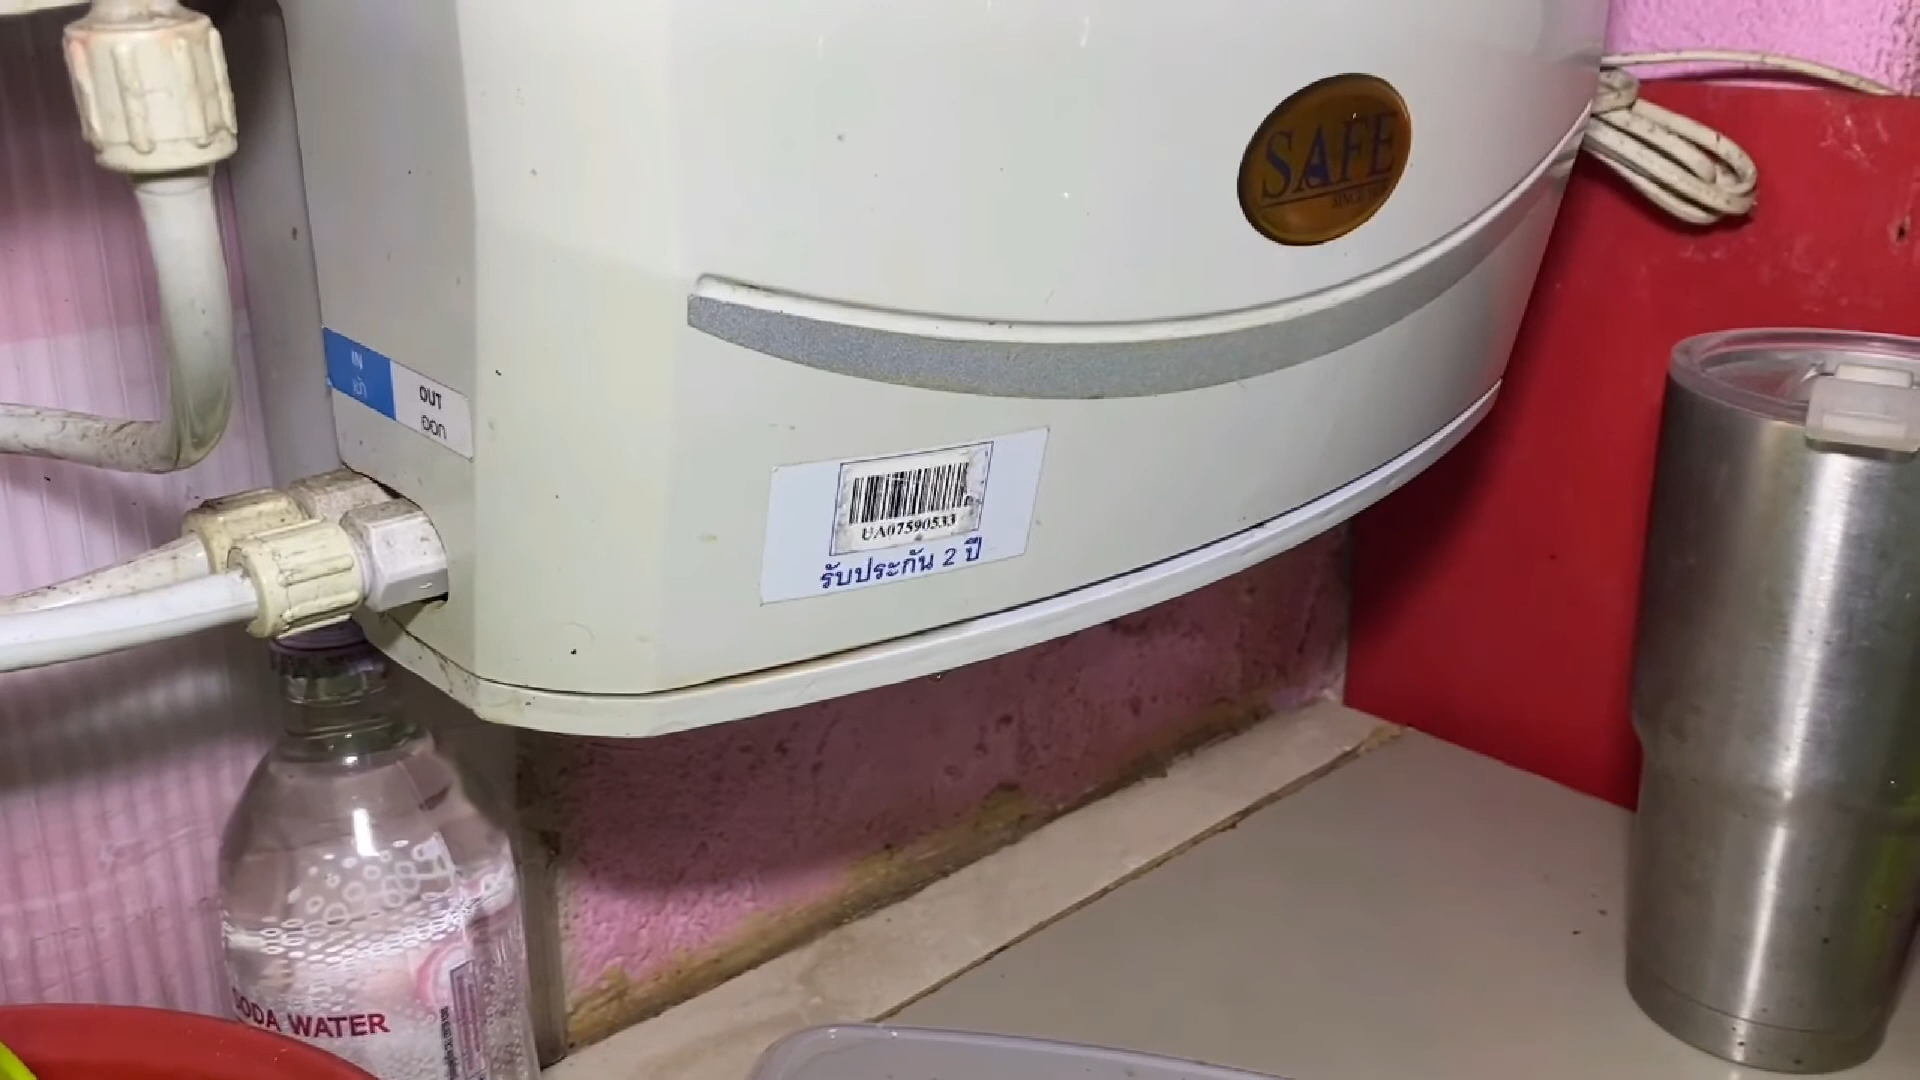 SAFE
IN
เข้า
OUT
ออก
UA07590533
รับประกัน 2 ปี
SODA WATER